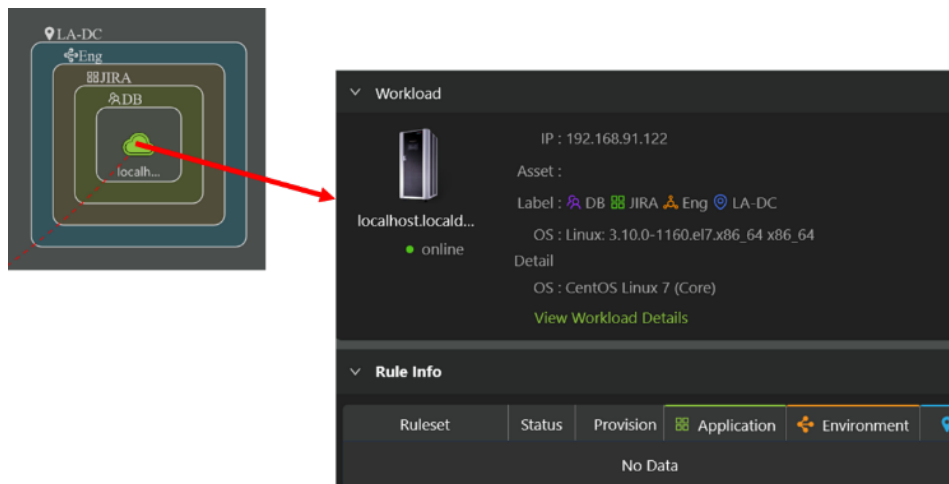 LA-DC
Eng
JIRA
DB
localh...
Workload
IP : 192.168.91.122
Asset :
Label : DB JIRA Eng LA-DC
localhost.locald...
OS : Linux: 3.10.0-1160.el7.x86_64 x86_64
online
Detail
OS : CentOS Linux 7 (Core)
View Workload Details
Rule Info
Ruleset Status Provision Application Environment
No Data